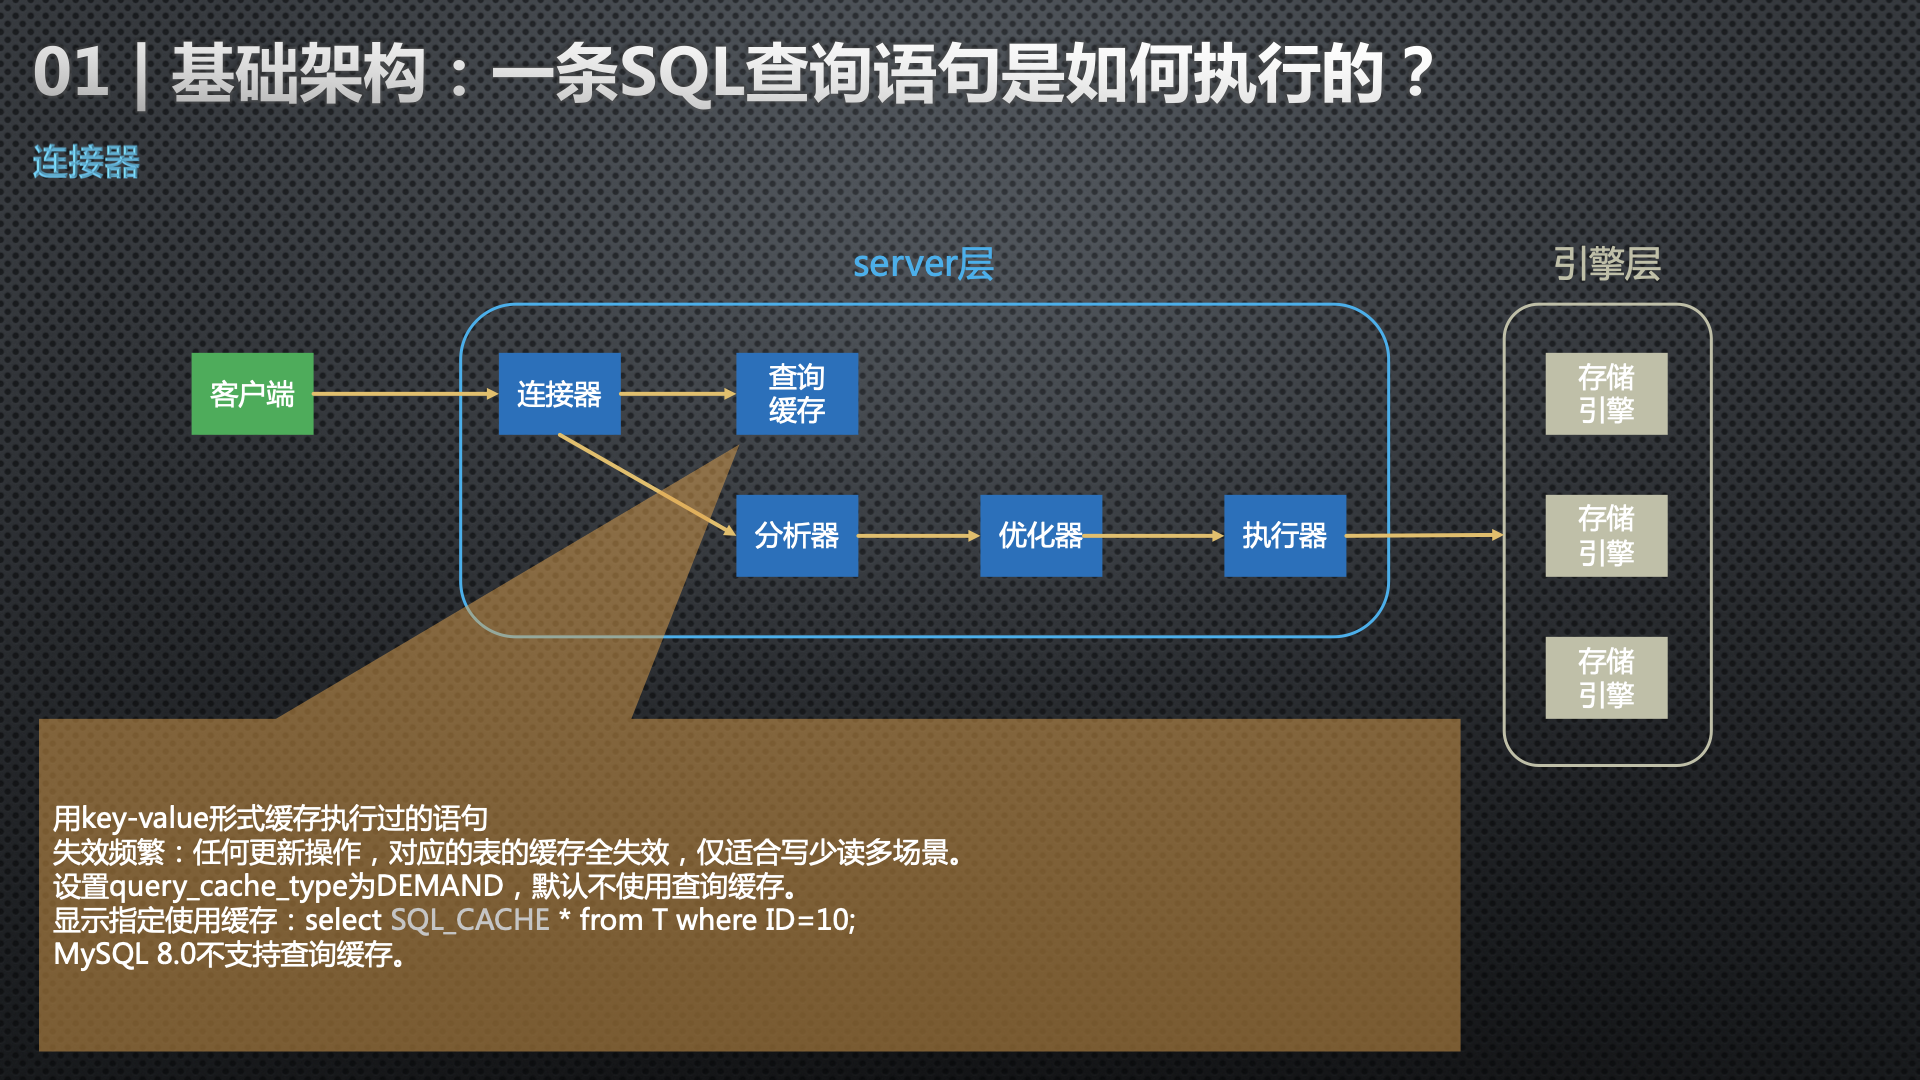 01 | 基础架构：一条SQL查询语句是如何执行的？
连接器
server层
引擎层
客户端
连接器
查询
缓存
存储
引擎
分析器
优化器
执行器
存储
引擎
存储
引擎
用key-value形式缓存执行过的语句
失效频繁：任何更新操作，对应的表的缓存全失效，仅适合写少读多场景。
设置query_cache_type为DEMAND，默认不使用查询缓存。
显示指定使用缓存：select SQL_CACHE * from T where ID=10;
MySQL 8.0不支持查询缓存。